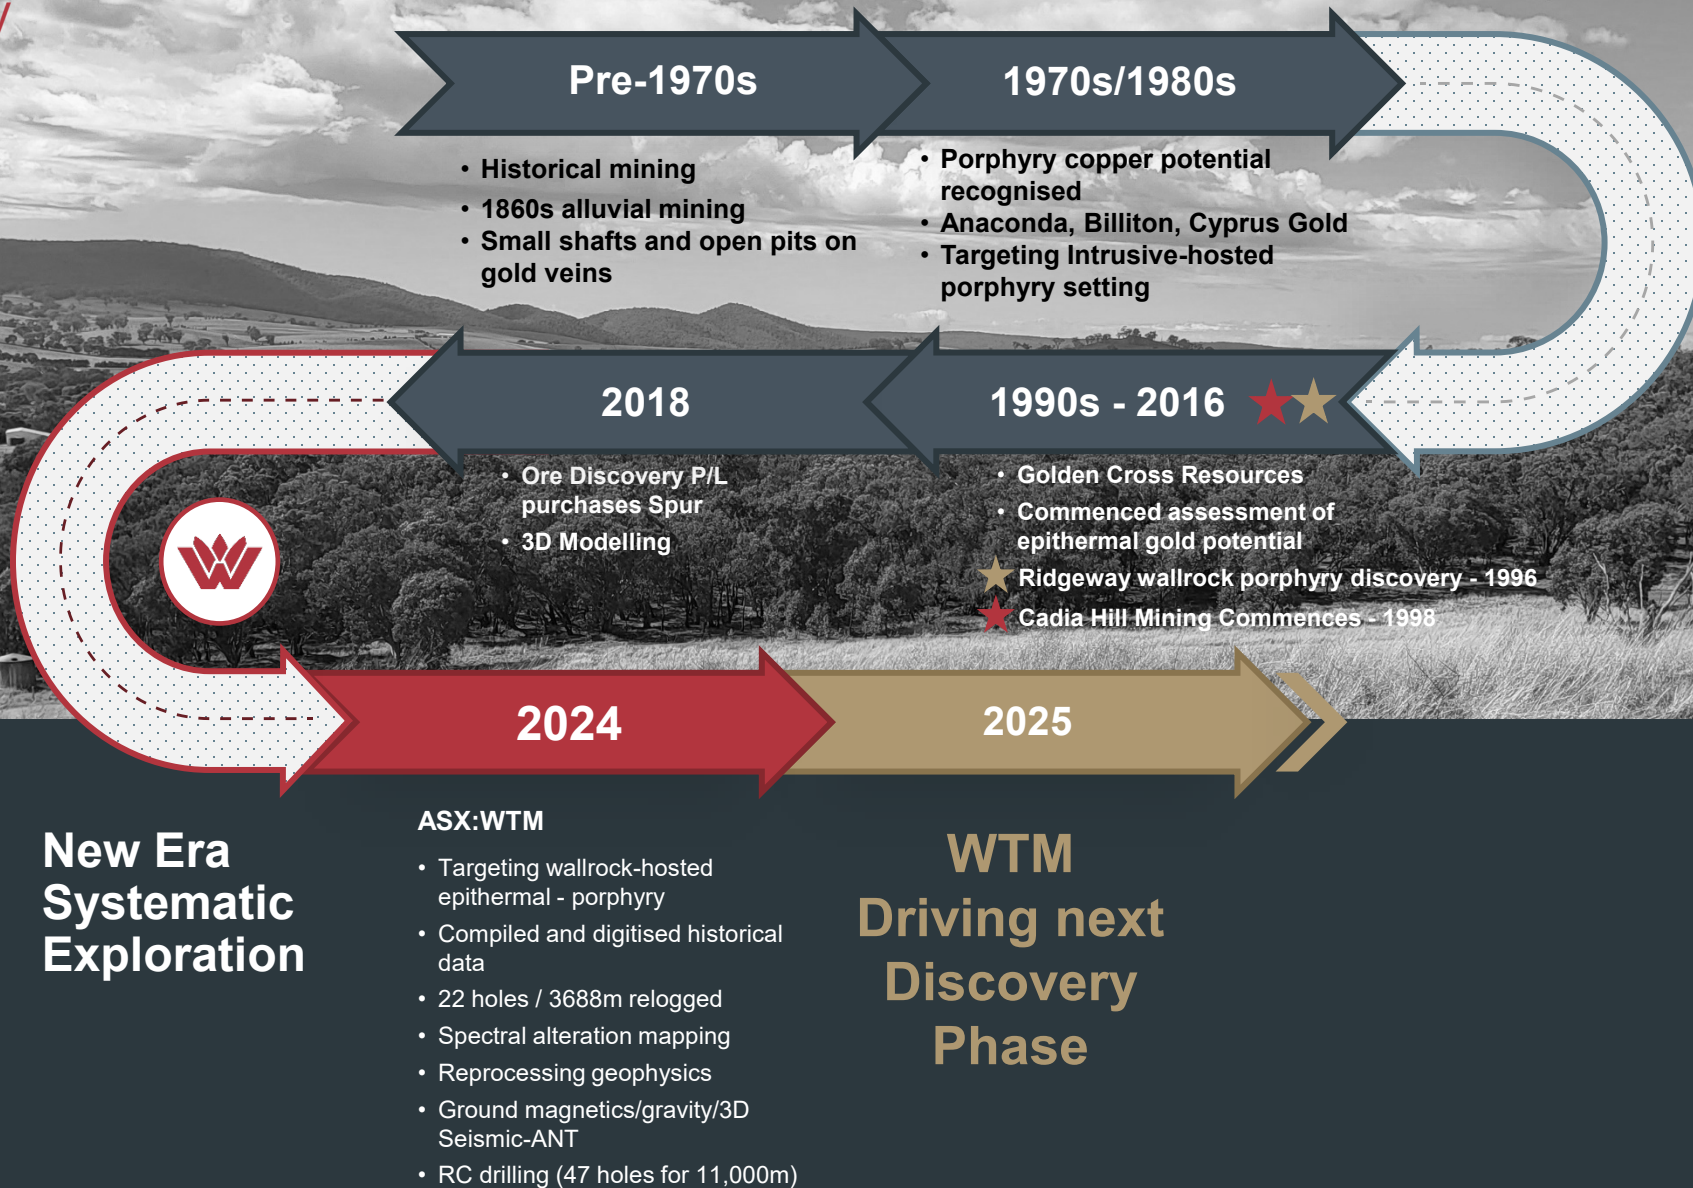 Pre-1970s
1970s/1980s
• Historical mining
• 1860s alluvial mining
• Small shafts and open pits on
gold veins
• Porphyry copper potential
recognised
• Anaconda, Billiton, Cyprus Gold
• Targeting Intrusive-hosted
porphyry setting
2018
1990s - 2016
• Ore Discovery P/L
purchases Spur
• 3D Modelling
• Golden Cross Resources
• Commenced assessment of
epithermal gold potential
Ridgeway wallrock porphyry discovery - 1996
Cadia Hill Mining Commences - 1998
2024
2025
New Era
Systematic
Exploration
ASX:WTM
• Targeting wallrock-hosted
epithermal - porphyry
• Compiled and digitised historical
data
• 22 holes / 3688m relogged
• Spectral alteration mapping
• Reprocessing geophysics
• Ground magnetics/gravity/3D
Seismic-ANT
• RC drilling (47 holes for 11,000m)
WTM
Driving next
Discovery
Phase